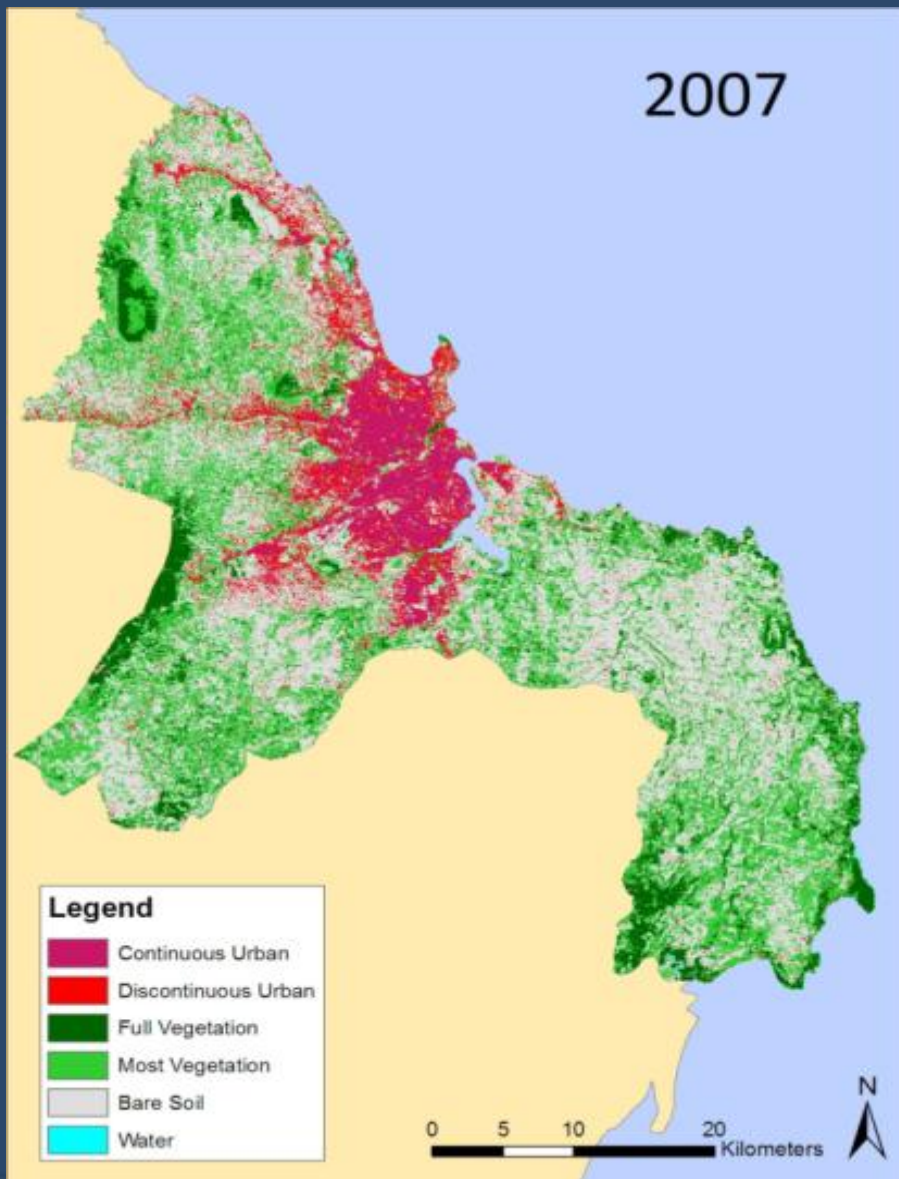 2007
Legend
Continuous Urban
Discontinuous Urban
Full Vegetation
Most Vegetation
Bare Soil
Water
0 5 10 20
Kilometers
N